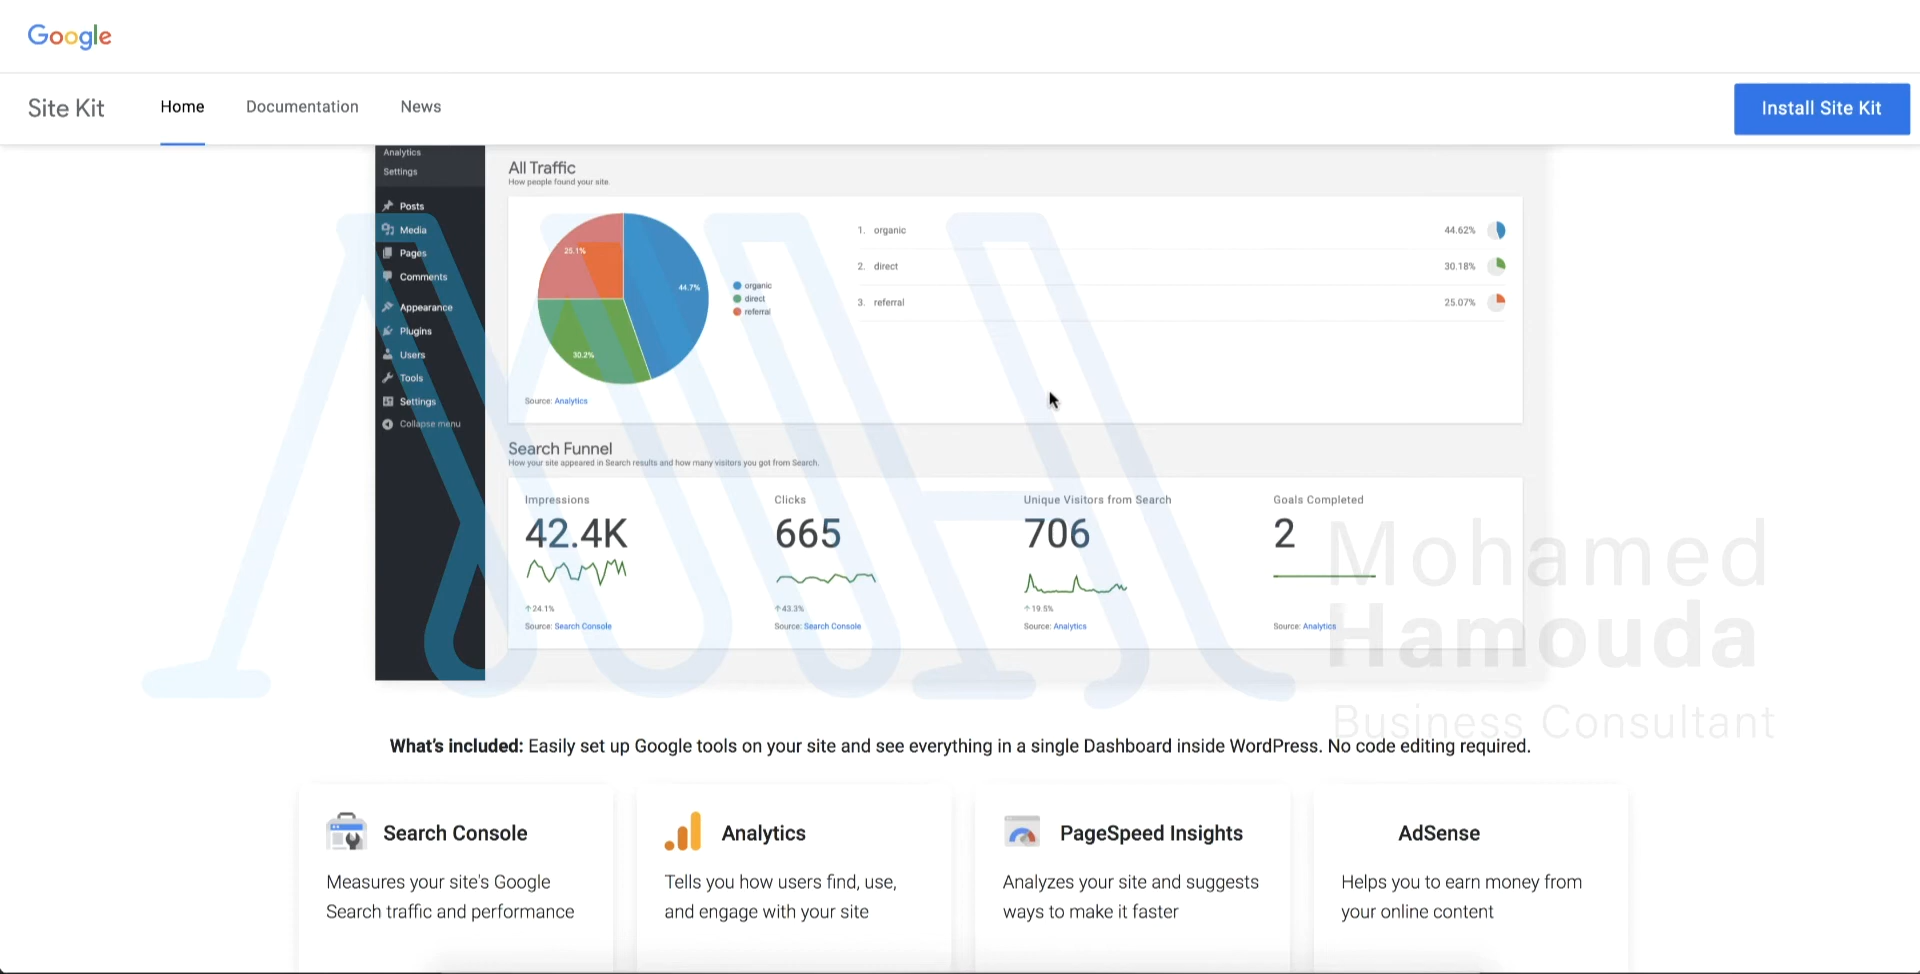 Google
Site Kit
Home
Documentation
News
Install Site Kit
Analytics
Settings
Posts
Media
Pages
Comments
Appearance
Plugins
Users
Tools
Settings
Collapse menu
All Traffic
How people found your site.
25.1%
44.7%
30.2%
organic
direct
referral
1. organic 44.62%
2. direct 30.18%
3. referral 25.07%
Source: Analytics
Search Funnel
How your site appeared in Search results and how many visitors you got from Search.
Impressions
42.4K
↑24.1%
Source: Search Console
Clicks
665
↑43.3%
Source: Search Console
Unique Visitors from Search
706
↑19.5%
Source: Analytics
Goals Completed
2
Source: Analytics
Mohamed
Hamouda
Business Consultant
What's included: Easily set up Google tools on your site and see everything in a single Dashboard inside WordPress. No code editing required.
Search Console
Measures your site's Google
Search traffic and performance
Analytics
Tells you how users find, use,
and engage with your site
PageSpeed Insights
Analyzes your site and suggests
ways to make it faster
AdSense
Helps you to earn money from
your online content